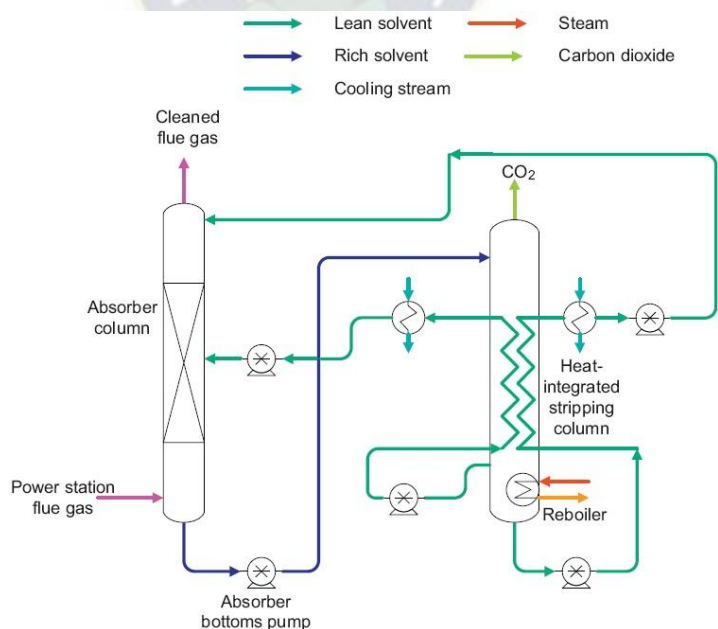 Lean solvent
Steam
Rich solvent
Carbon dioxide
Cooling stream
Cleaned
flue gas
CO₂
Absorber
column
Heat-
integrated
stripping
column
Power station
flue gas
Reboiler
Absorber
bottoms pump